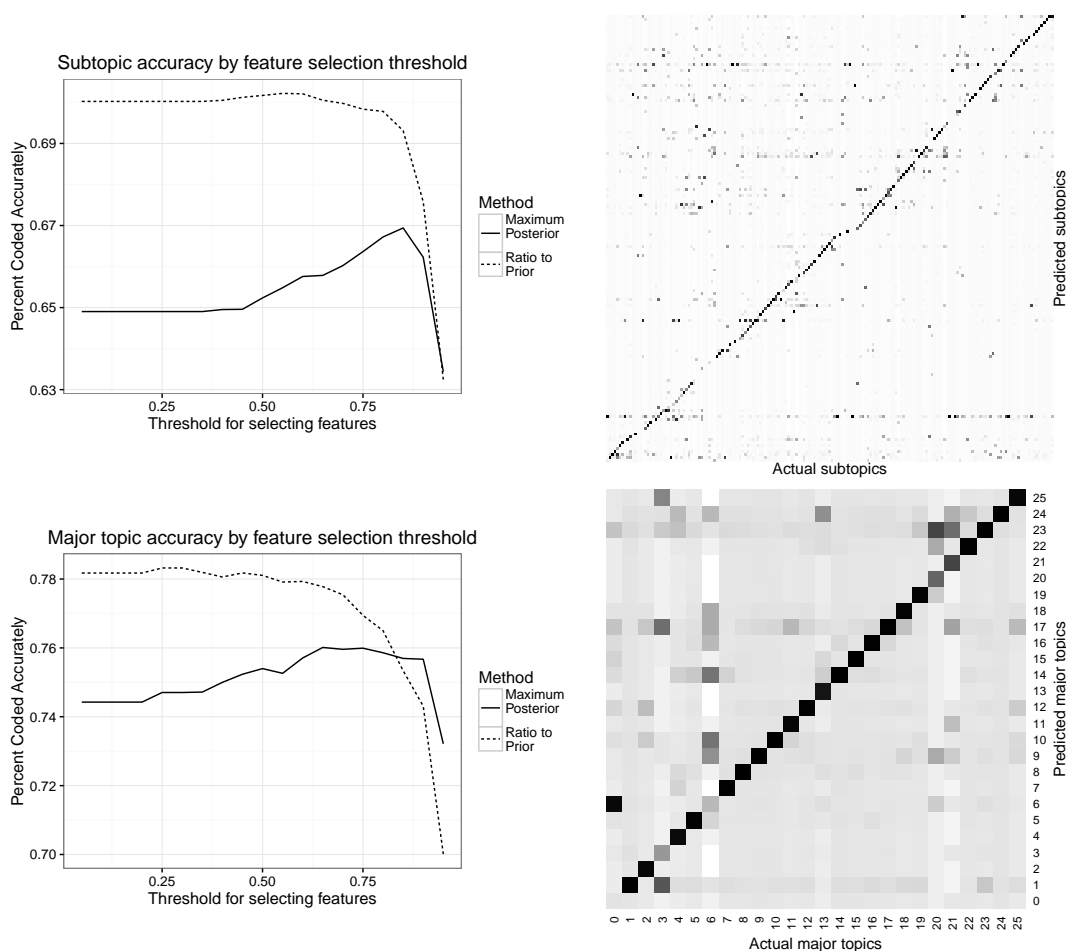 Subtopic accuracy by feature selection threshold
Percent Coded Accurately
0.69
0.67
0.65
0.63
0.25 0.50 0.75
Threshold for selecting features
Method
Maximum
Posterior
Ratio to
Prior
Predicted subtopics
Actual subtopics
Major topic accuracy by feature selection threshold
Percent Coded Accurately
0.78
0.76
0.74
0.72
0.70
0.25 0.50 0.75
Threshold for selecting features
Method
Maximum
Posterior
Ratio to
Prior
25
24
23
22
21
20
19
18
17
16
15
14
13
12
11
10
9
8
7
6
5
4
3
2
1
0
Predicted major topics
0 1 2 3 4 5 6 7 8 9 10 11 12 13 14 15 16 17 18 19 20 21 22 23 24 25
Actual major topics